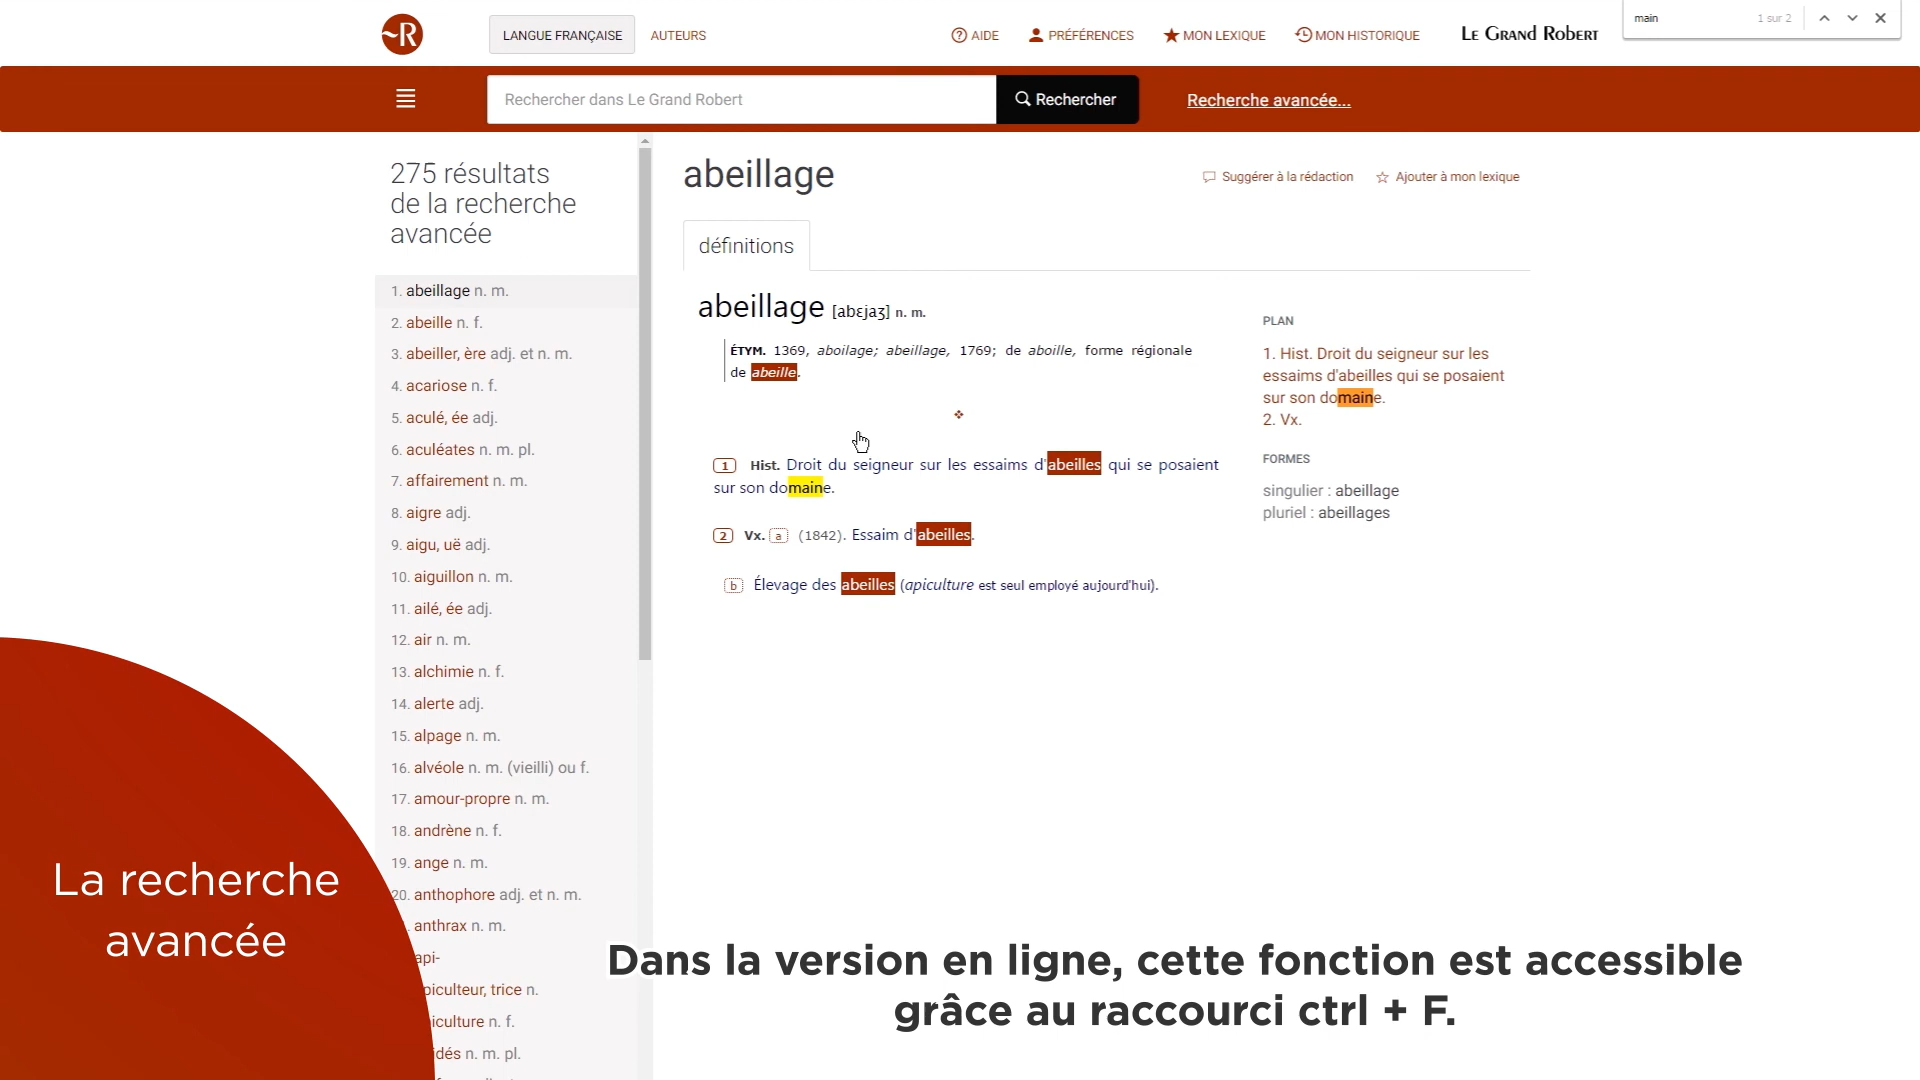 R
LANGUE FRANÇAISE
AUTEURS
AIDE
PRÉFÉRENCES
MON LEXIQUE
MON HISTORIQUE
LE GRAND ROBERT
main
1 sur 2
Rechercher dans Le Grand Robert
Rechercher
Recherche avancée...
275 résultats
de la recherche
avancée
1. abeillage n. m.
2. abeille n. f.
3. abeiller, ère adj. et n. m.
4. acariose n. f.
5. aculé, ée adj.
6. aculéates n. m. pl.
7. affairement n. m.
8. aigre adj.
9. aigu, uë adj.
10. aiguillon n. m.
11. ailé, ée adj.
12. air n. m.
13. alchimie n. f.
14. alerte adj.
15. alpage n. m.
16. alvéole n. m. (vieilli) ou f.
17. amour-propre n. m.
18. andrène n. f.
19. ange n. m.
20. anthophore adj. et n. m.
. anthrax n. m.
api-
piculteur, trice n.
iculture n. f.
idés n. m. pl.
abeillage
Suggérer à la rédaction
Ajouter à mon lexique
définitions
abeillage [abɛjaʒ] n. m.
ÉTYM. 1369, aboilage; abeillage, 1769; de aboille, forme régionale
de abeille.
1 Hist. Droit du seigneur sur les essaims d'abeilles qui se posaient
sur son domaine.
2 Vx. a (1842). Essaim d'abeilles.
b Élevage des abeilles (apiculture est seul employé aujourd'hui).
PLAN
1. Hist. Droit du seigneur sur les
essaims d'abeilles qui se posaient
sur son domaine.
2. Vx.
FORMES
singulier : abeillage
pluriel : abeillages
La recherche
avancée
Dans la version en ligne, cette fonction est accessible
grâce au raccourci ctrl + F.